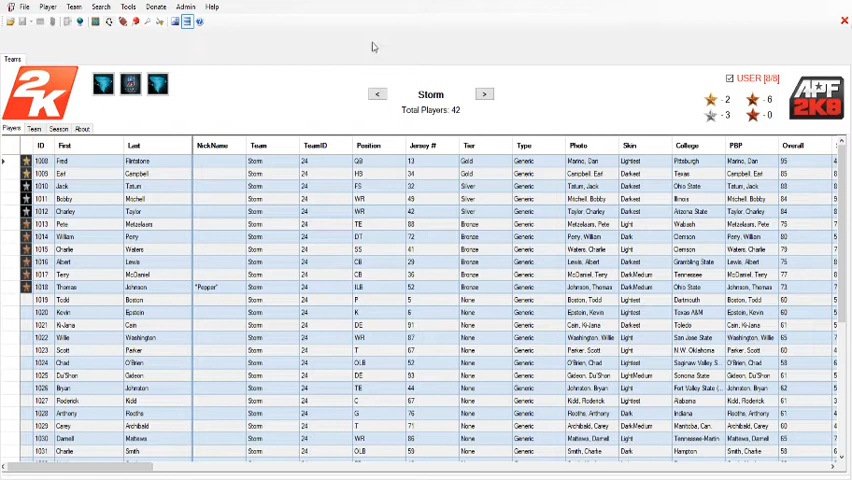 File Player Team Search Tools Donate Admin Help
Teams
2K
Storm
Total Players: 42
USER [8/8]
- 2 - 6
- 3 - 0
APF 2K8
Players Team Season About
ID First Last NickName Team TeamID Position Jersey # Tier Type Photo Skin College PBP Overall
1008 Fred Flintstone Storm 24 QB 13 Gold Generic Marino, Dan Lightest Pittsburgh Marino, Dan 95
1009 Earl Campbell Storm 24 HB 34 Gold Generic Campbell, Earl Darkest Texas Campbell, Earl 85
1010 Jack Tatum Storm 24 FS 32 Silver Generic Tatum, Jack Darkest Ohio State Tatum, Jack 88
1011 Bobby Mitchell Storm 24 WR 49 Silver Generic Mitchell, Bobby Darkest Illinois Mitchell, Bobby 84
1012 Charley Taylor Storm 24 WR 42 Silver Generic Taylor, Charley Darkest Arizona State Taylor, Charley 84
1013 Pete Metzelaars Storm 24 TE 88 Bronze Generic Metzelaars, Pete Light Wabash Metzelaars, Pete 75
1014 William Perry Storm 24 DT 72 Bronze Generic Perry, William Dark Clemson Perry, William 80
1015 Charlie Waters Storm 24 SS 41 Bronze Generic Waters, Charlie Light Clemson Waters, Charlie 79
1016 Albert Lewis Storm 24 CB 29 Bronze Generic Lewis, Albert Darkest Grambling State Lewis, Albert 80
1017 Terry McDaniel Storm 24 CB 36 Bronze Generic McDaniel, Terry DarkMedium Tennessee McDaniel, Terry 77
1018 Thomas Johnson "Pepper" Storm 24 ILB 52 Bronze Generic Johnson, Thomas DarkMedium Ohio State Johnson, Thomas 73
1019 Todd Boston Storm 24 P 5 None Generic Boston, Todd Lightest Dartmouth Boston, Todd 60
1020 Kevin Epstein Storm 24 K 6 None Generic Epstein, Kevin Lightest Texas A&M Epstein, Kevin 60
1021 Ki-Jana Cain Storm 24 DE 91 None Generic Cain, Ki-Jana Darkest Toledo Cain, Ki-Jana 61
1022 Willie Washington Storm 24 WR 87 None Generic Washington, Willie Light San Jose State Washington, Willie 65
1023 Scott Parker Storm 24 T 67 None Generic Parker, Scott Light N.W. Oklahoma Parker, Scott 60
1024 Chad O'Brien Storm 24 OLB 52 None Generic O'Brien, Chad Lightest Saginaw Valley S... O'Brien, Chad 58
1025 Du'Shon Gideon Storm 24 DE 93 None Generic Gideon, Du'Shon LightMedium Sonoma State Gideon, Du'Shon 61
1026 Bryan Johnston Storm 24 TE 44 None Generic Johnston, Bryan Light Fort Valley State (... Johnston, Bryan 62
1027 Roderick Kidd Storm 24 C 63 None Generic Kidd, Roderick Lightest Alabama Kidd, Roderick 61
1028 Anthony Rooths Storm 24 G 76 None Generic Rooths, Anthony Dark Indiana Rooths, Anthony 60
1029 Carey Archibald Storm 24 T 71 None Generic Archibald, Carey Dark Manitoba, Can. Archibald, Carey 60
1030 Darnell Mathews Storm 24 WR 86 None Generic Mathews, Darnell Light Tennessee-Martin Mathews, Darnell 65
1031 Charlie Smith Storm 24 OLB 59 None Generic Smith, Charlie Dark Hampton Smith, Charlie 58